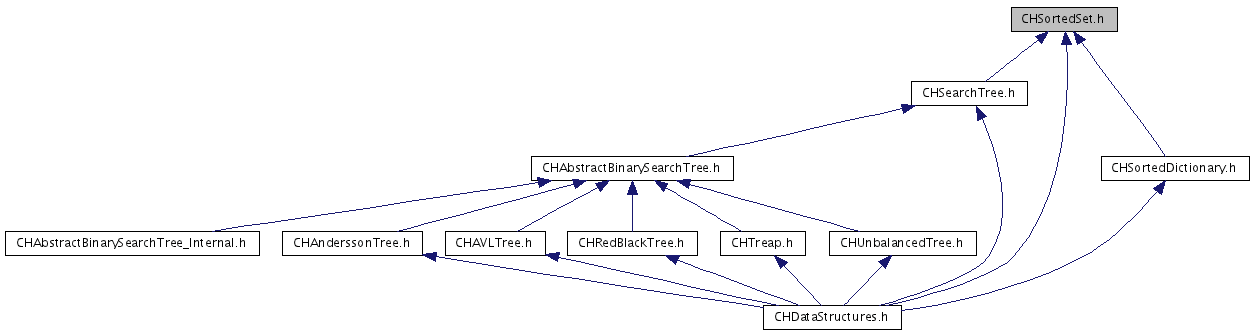 CHSortedSet.h
CHSearchTree.h
CHAbstractBinarySearchTree.h
CHSortedDictionary.h
CHAbstractBinarySearchTree_Internal.h
CHAnderssonTree.h
CHAVLTree.h
CHRedBlackTree.h
CHTreap.h
CHUnbalancedTree.h
CHDataStructures.h